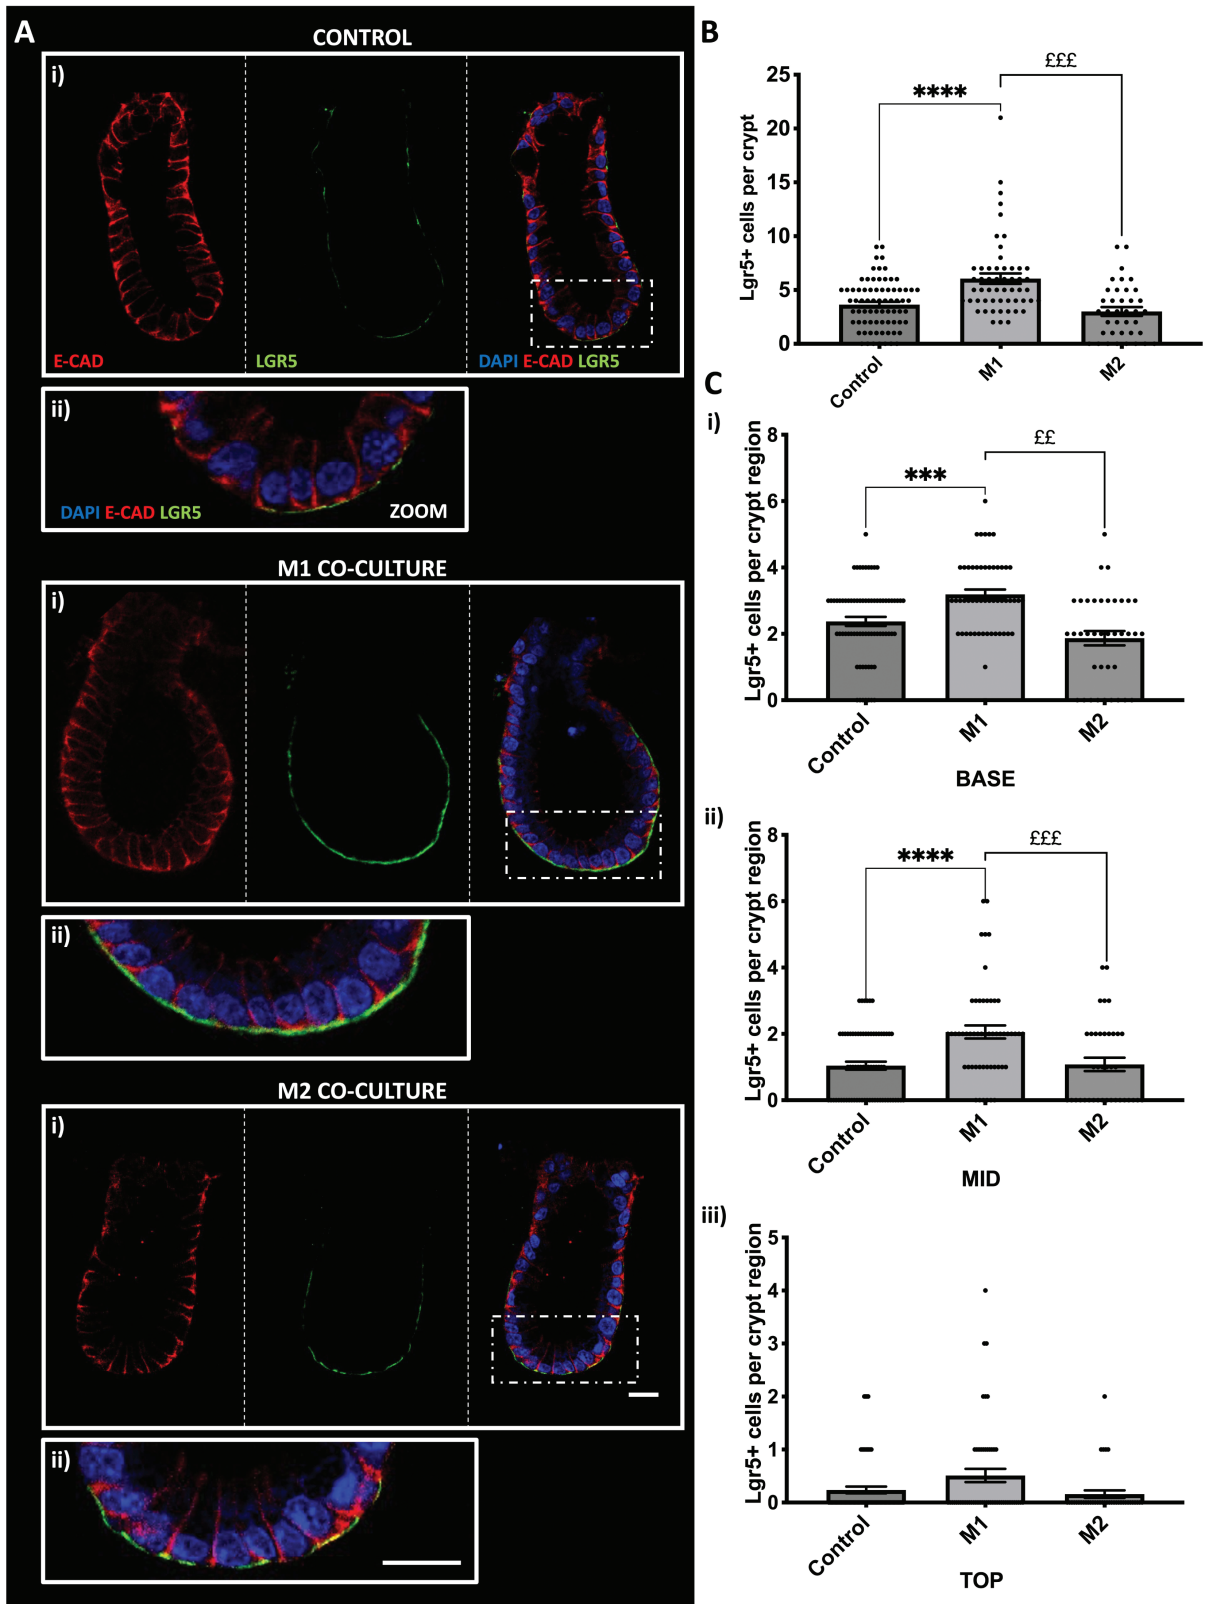 A
CONTROL
i)
E-CAD
LGR5
DAPI E-CAD LGR5
ii)
DAPI E-CAD LGR5
ZOOM
M1 CO-CULTURE
i)
ii)
M2 CO-CULTURE
i)
ii)
B
Lgr5+ cells per crypt
25
20
15
10
5
0
****
£££
Control
M1
M2
C
i)
Lgr5+ cells per crypt region
8
6
4
2
0
***
££
Control
M1
M2
BASE
ii)
Lgr5+ cells per crypt region
8
6
4
2
0
****
£££
Control
M1
M2
MID
iii)
Lgr5+ cells per crypt region
5
4
3
2
1
0
Control
M1
M2
TOP